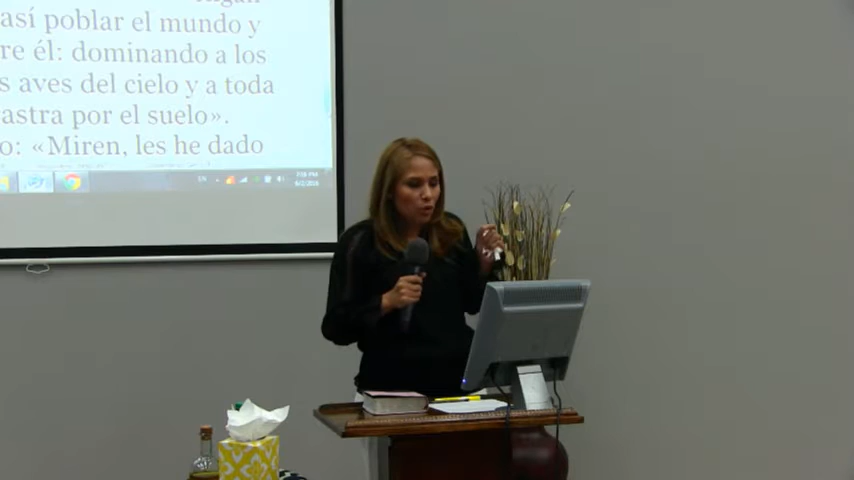 así poblar el mundo y
re él: dominando a los
s aves del cielo y a toda
astra por el suelo».
o: «Miren, les he dado
EN